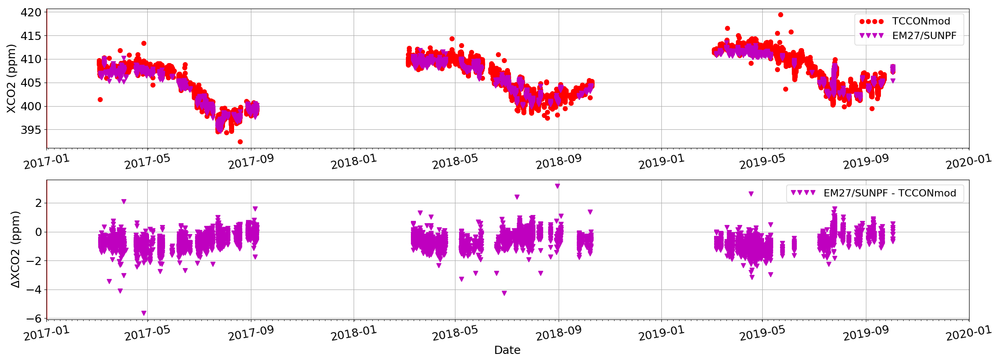 420
415
410
405
400
395
XCO2 (ppm)
TCCONmod
EM27/SUNPF
2017-01 2017-05 2017-09 2018-01 2018-05 2018-09 2019-01 2019-05 2019-09 2020-01
2
0
−2
−4
−6
ΔXCO2 (ppm)
EM27/SUNPF - TCCONmod
2017-01 2017-05 2017-09 2018-01 2018-05 2018-09 2019-01 2019-05 2019-09 2020-01
Date